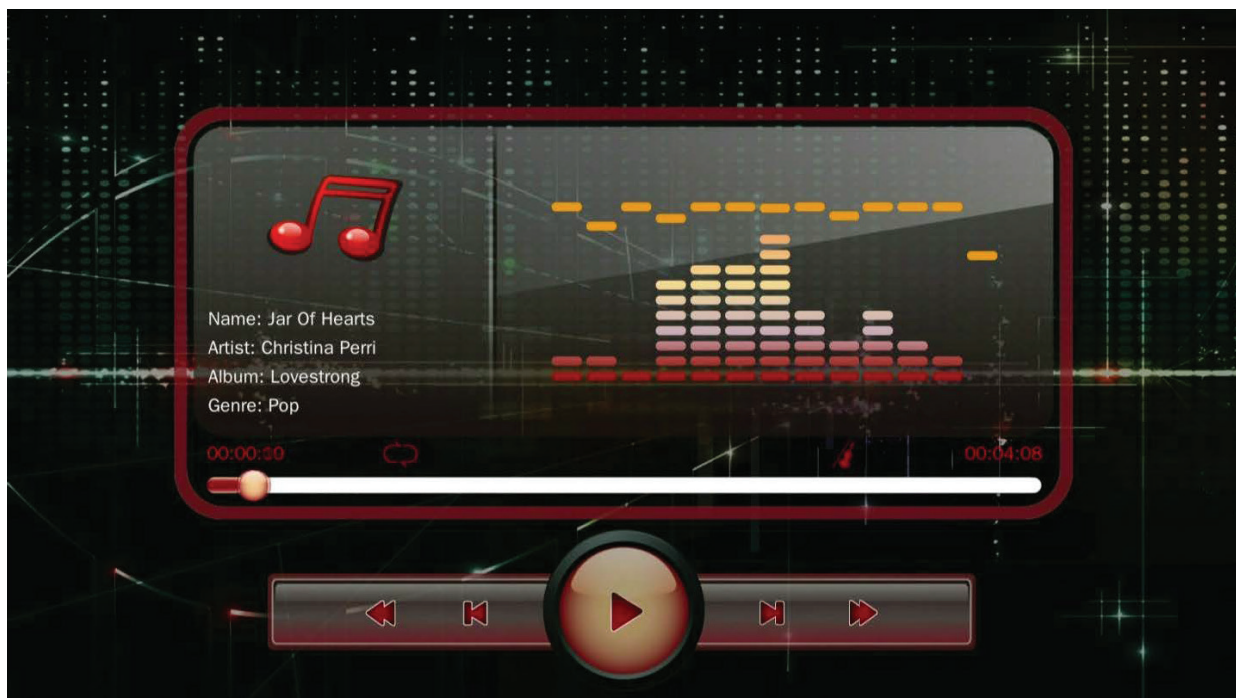 Name: Jar Of Hearts
Artist: Christina Perri
Album: Lovestrong
Genre: Pop
00:04:08